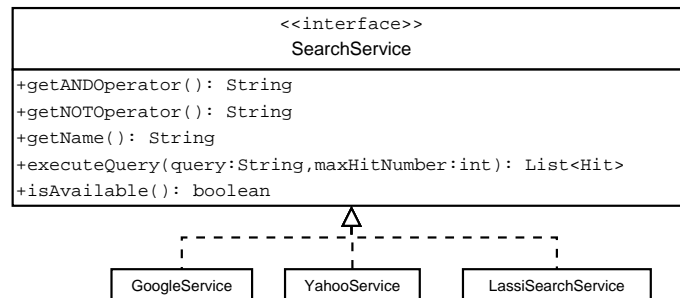 <<interface>>
SearchService
+getANDOperator(): String
+getNOTOperator(): String
+getName(): String
+executeQuery(query:String,maxHitNumber:int): List<Hit>
+isAvailable(): boolean
GoogleService YahooService LassiSearchService